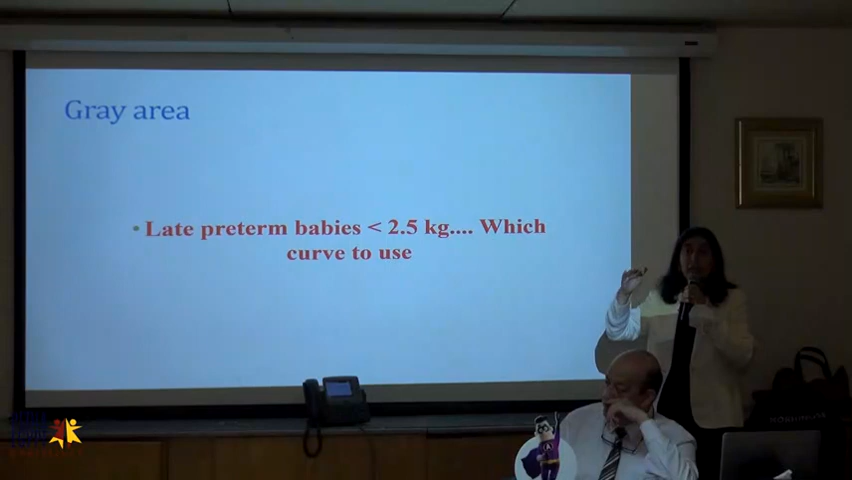 Gray area
• Late preterm babies < 2.5 kg.... Which
curve to use